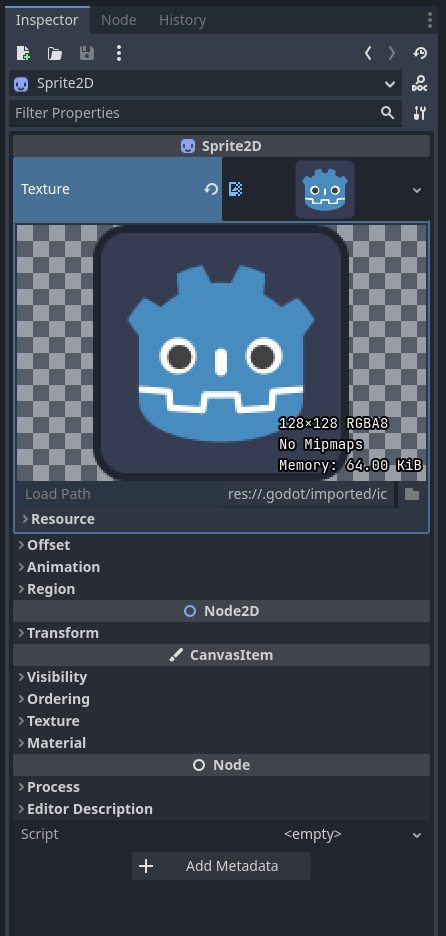 Inspector Node History
Sprite2D
DOC
Filter Properties
Sprite2D
Texture
128×128 RGBA8
No Mipmaps
Memory: 64.00 KiB
Load Path res://.godot/imported/ic
Resource
Offset
Animation
Region
Node2D
Transform
CanvasItem
Visibility
Ordering
Texture
Material
Node
Process
Editor Description
Script <empty>
Add Metadata